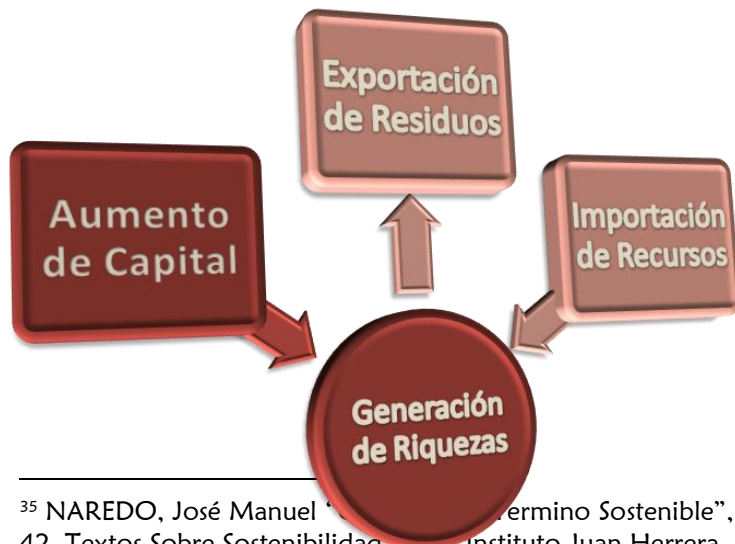 Exportación
de Residuos
Aumento
de Capital
Importación
de Recursos
Generación
de Riquezas
35 NAREDO, José Manuel “ ermino Sostenible”,
42, Textos Sobre Sostenibilidad Instituto Juan Herrera